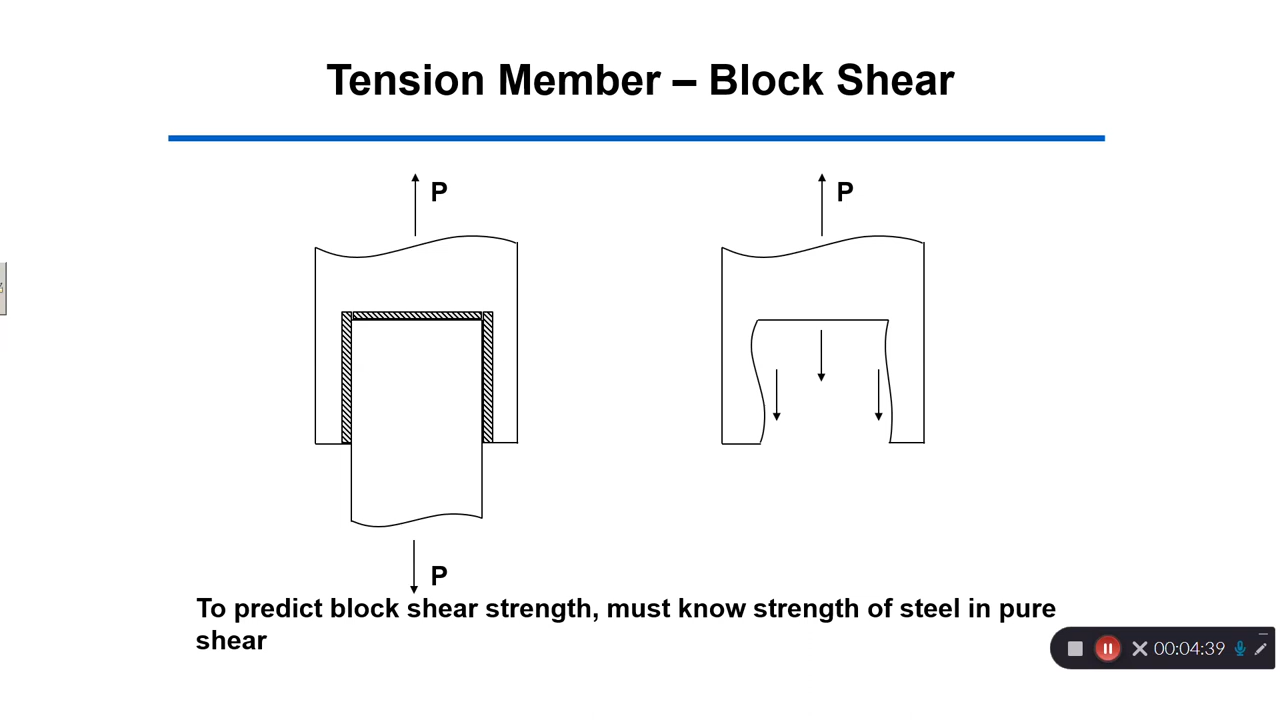 Tension Member – Block Shear
P
P
P
To predict block shear strength, must know strength of steel in pure
shear
00:04:39